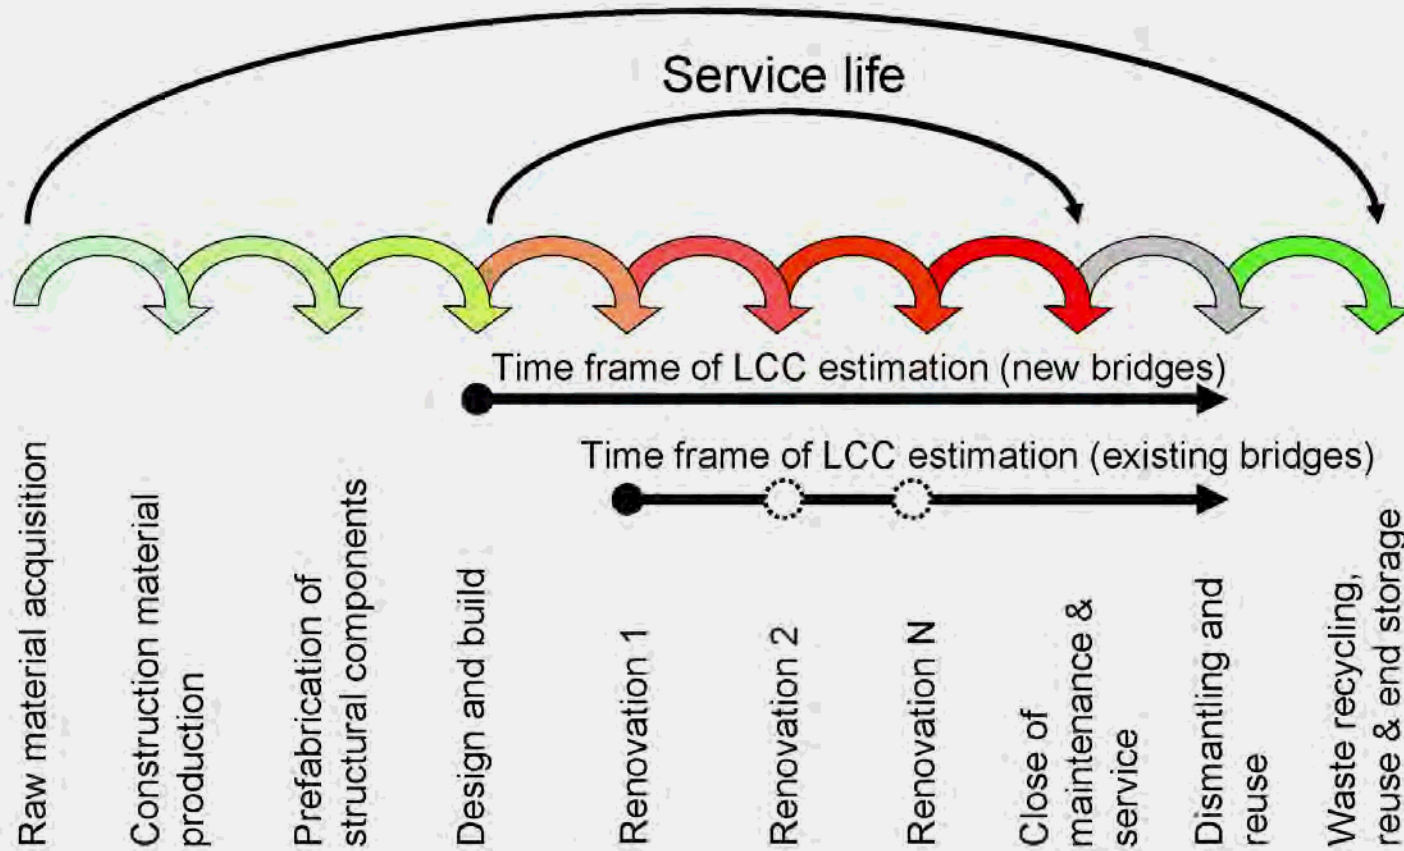 Service life
Time frame of LCC estimation (new bridges)
Time frame of LCC estimation (existing bridges)
Raw material acquisition
Construction material
production
Prefabrication of
structural components
Design and build
Renovation 1
Renovation 2
Renovation N
Close of
maintenance &
service
Dismantling and
reuse
Waste recycling,
reuse & end storage